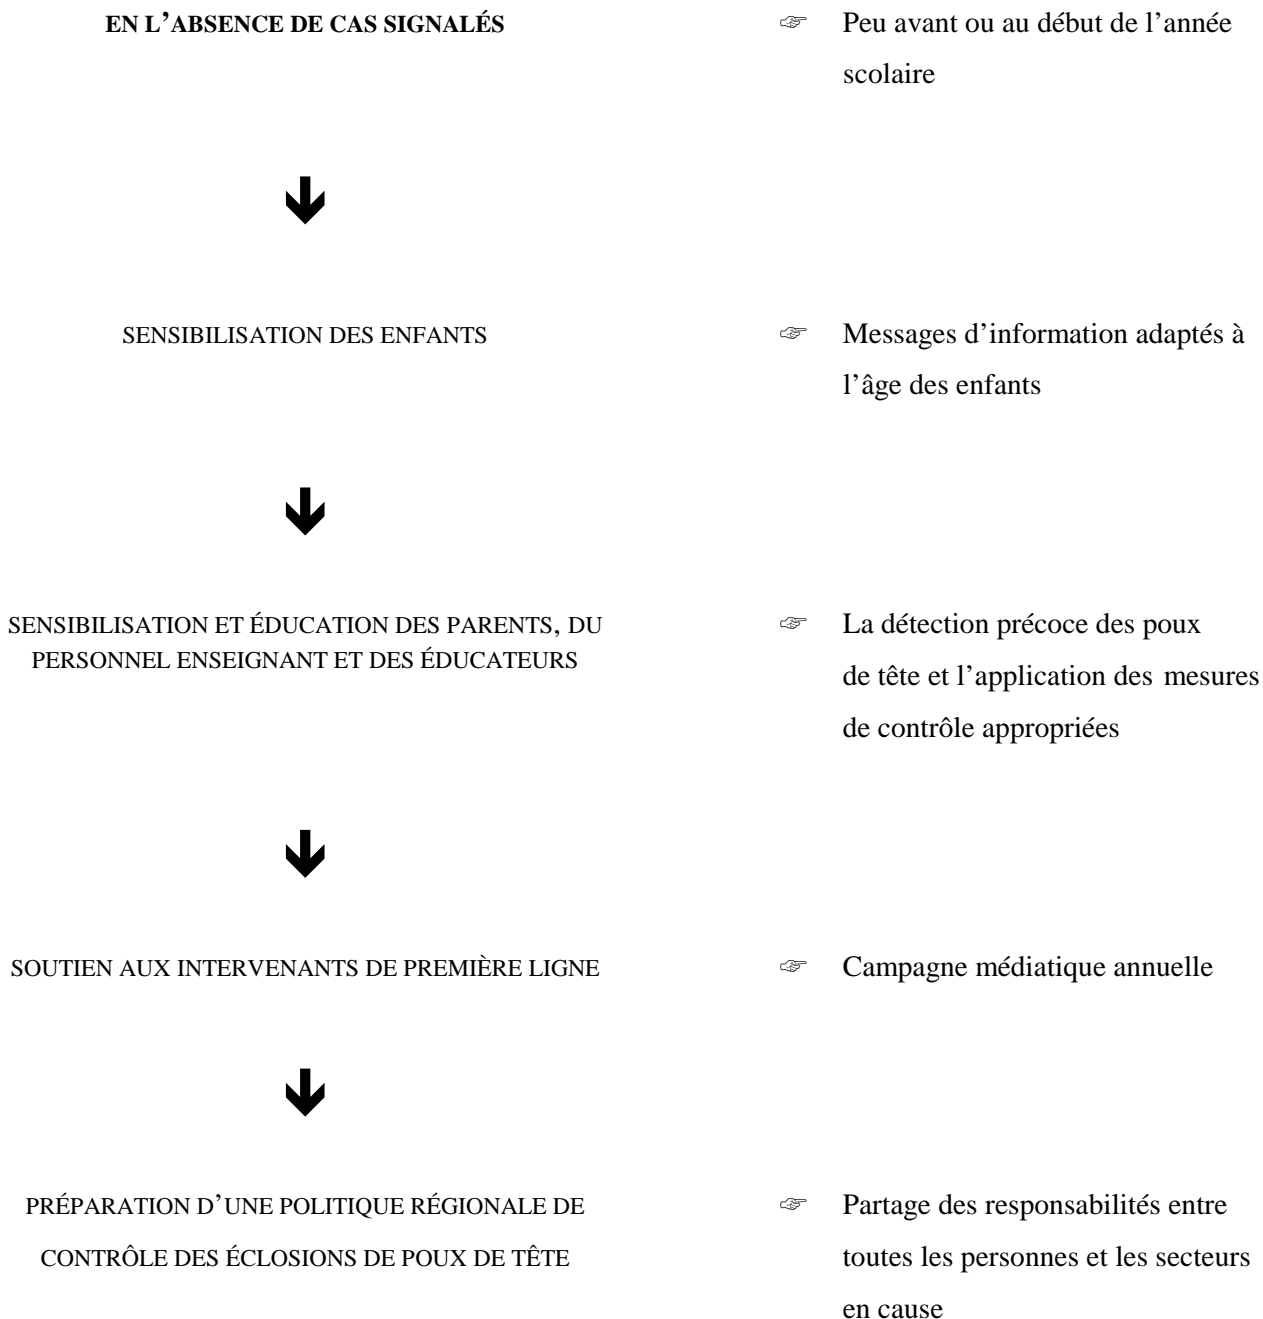 EN L’ABSENCE DE CAS SIGNALÉS
☞ Peu avant ou au début de l’année
scolaire
SENSIBILISATION DES ENFANTS
☞ Messages d’information adaptés à
l’âge des enfants
SENSIBILISATION ET ÉDUCATION DES PARENTS, DU
PERSONNEL ENSEIGNANT ET DES ÉDUCATEURS
☞ La détection précoce des poux
de tête et l’application des mesures
de contrôle appropriées
SOUTIEN AUX INTERVENANTS DE PREMIÈRE LIGNE
☞ Campagne médiatique annuelle
PRÉPARATION D’UNE POLITIQUE RÉGIONALE DE
CONTRÔLE DES ÉCLOSIONS DE POUX DE TÊTE
☞ Partage des responsabilités entre
toutes les personnes et les secteurs
en cause